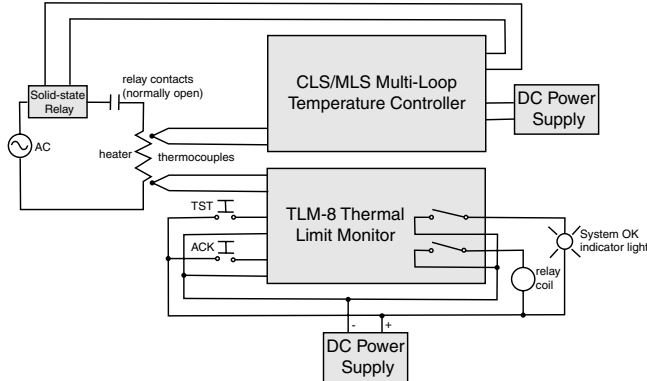 relay contacts
(normally open)
CLS/MLS Multi-Loop
Temperature Controller
Solid-state
Relay
DC Power
Supply
AC
heater
thermocouples
TST
TLM-8 Thermal
Limit Monitor
System OK
indicator light
ACK
relay
coil
- +
DC Power
Supply